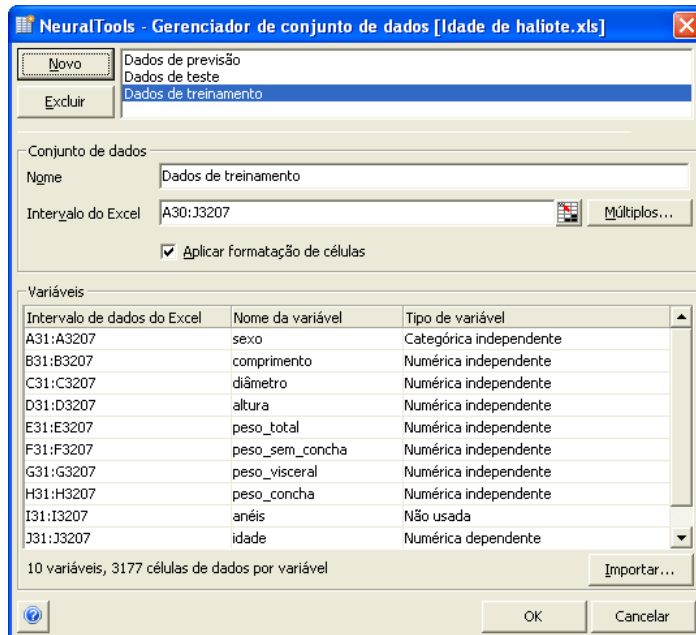 NeuralTools - Gerenciador de conjunto de dados [Idade de haliote.xls]
Novo
Excluir
Dados de previsão
Dados de teste
Dados de treinamento
Conjunto de dados
Nome Dados de treinamento
Intervalo do Excel A30:J3207 Múltiplos...
Aplicar formatação de células
Variáveis
Intervalo de dados do Excel Nome da variável Tipo de variável
A31:A3207 sexo Categórica independente
B31:B3207 comprimento Numérica independente
C31:C3207 diâmetro Numérica independente
D31:D3207 altura Numérica independente
E31:E3207 peso_total Numérica independente
F31:F3207 peso_sem_concha Numérica independente
G31:G3207 peso_visceral Numérica independente
H31:H3207 peso_concha Numérica independente
I31:I3207 anéis Não usada
J31:J3207 idade Numérica dependente
10 variáveis, 3177 células de dados por variável Importar...
OK Cancelar